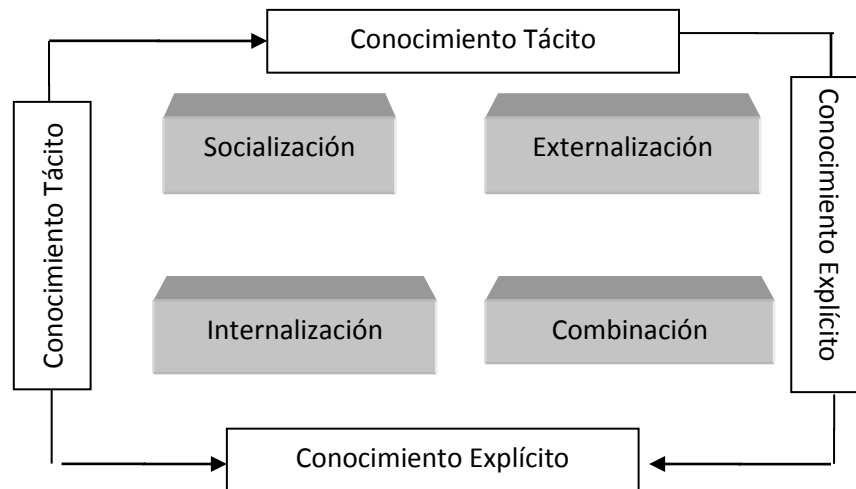 Conocimiento Tácito
Socialización
Externalización
Conocimiento Tácito
Conocimiento Explícito
Internalización
Combinación
Conocimiento Explícito